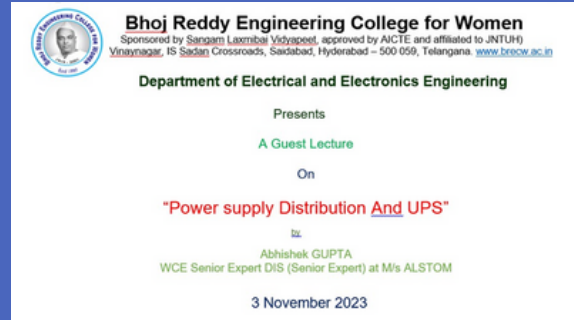 Bhoj Reddy Engineering College for Women
Sponsored by Sangam Laxmibai Vidyapeet, approved by AICTE and affiliated to JNTUH)
Vinaynagar, IS Sadan Crossroads, Saidabad, Hyderabad – 500 059, Telangana. www.brecw.ac.in
Department of Electrical and Electronics Engineering
Presents
A Guest Lecture
On
“Power supply Distribution And UPS”
by
Abhishek GUPTA
WCE Senior Expert DIS (Senior Expert) at M/s ALSTOM
3 November 2023